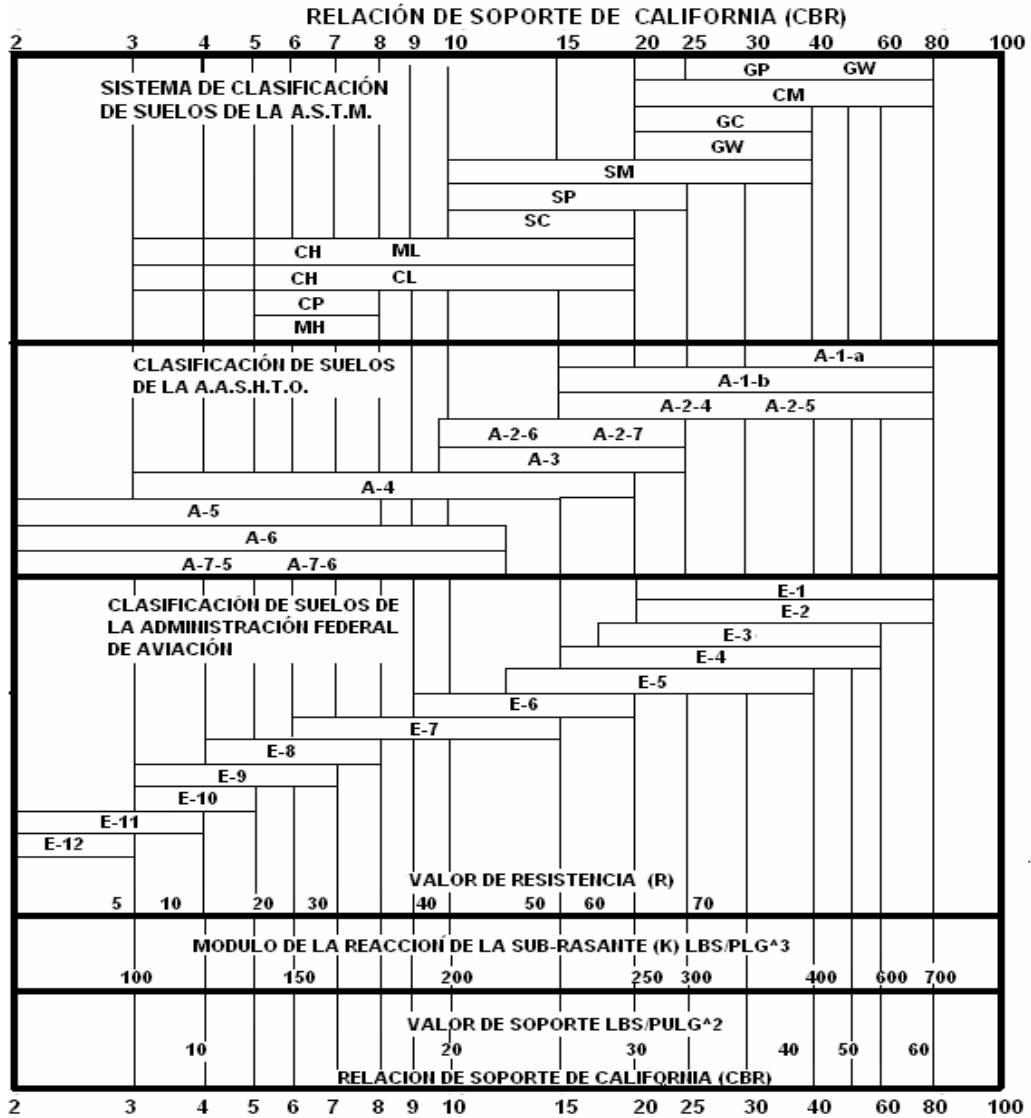 RELACIÓN DE SOPORTE DE CALIFORNIA (CBR)
2 3 4 5 6 7 8 9 10 15 20 25 30 40 60 80 100
SISTEMA DE CLASIFICACIÓN
DE SUELOS DE LA A.S.T.M.
GP GW
CM
GC
GW
SM
SP
SC
CH ML
CH CL
CP
MH
CLASIFICACIÓN DE SUELOS
DE LA A.A.S.H.T.O.
A-1-a
A-1-b
A-2-4 A-2-5
A-2-6 A-2-7
A-3
A-4
A-5
A-6
A-7-5 A-7-6
CLASIFICACIÓN DE SUELOS DE
LA ADMINISTRACIÓN FEDERAL
DE AVIACIÓN
E-1
E-2
E-3
E-4
E-5
E-6
E-7
E-8
E-9
E-10
E-11
E-12
VALOR DE RESISTENCIA (R)
5 10 20 30 40 50 60 70
MODULO DE LA REACCIOŃ DE LA SUB-RASANTE (K) LBS/PLG^3
100 150 200 250 300 400 600 700
VALOR DE SOPORTE LBS/PULG^2
10 20 30 40 50 60
RELACION DE SOPORTE DE CALIFORNIA (CBR)
2 3 4 5 6 7 8 9 10 15 20 25 30 40 60 80 100